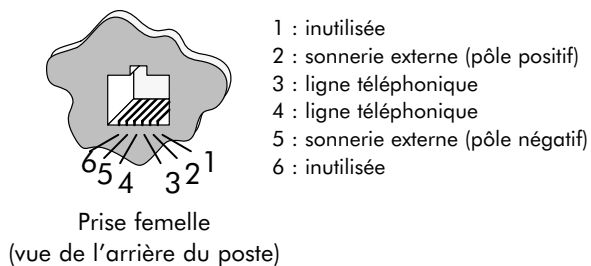 1 : inutilisée
2 : sonnerie externe (pôle positif)
3 : ligne téléphonique
4 : ligne téléphonique
5 : sonnerie externe (pôle négatif)
6 : inutilisée
6 5 4 3 2 1
Prise femelle
(vue de l'arrière du poste)